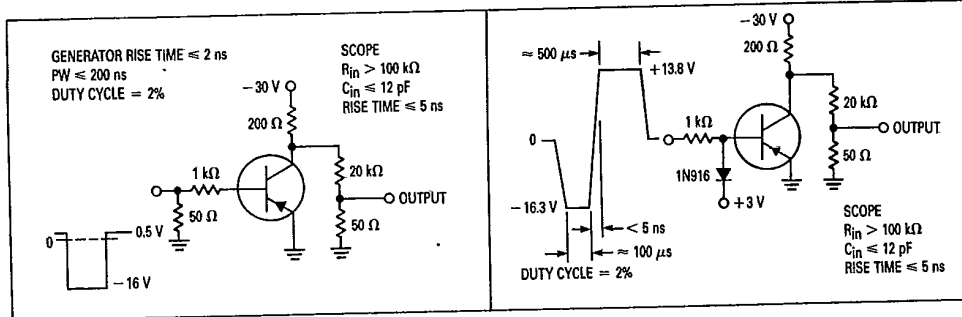 GENERATOR RISE TIME ≤ 2 ns
PW ≤ 200 ns
DUTY CYCLE = 2%
SCOPE
Rin > 100 kΩ
Cin ≤ 12 pF
RISE TIME ≤ 5 ns
−30 V
200 Ω
1 kΩ
50 Ω
20 kΩ
OUTPUT
50 Ω
0
0.5 V
−16 V
≈ 500 μs
+13.8 V
0
−16.3 V
< 5 ns
≈ 100 μs
DUTY CYCLE = 2%
−30 V
200 Ω
1 kΩ
20 kΩ
OUTPUT
50 Ω
1N916
+3 V
SCOPE
Rin > 100 kΩ
Cin ≤ 12 pF
RISE TIME ≤ 5 ns